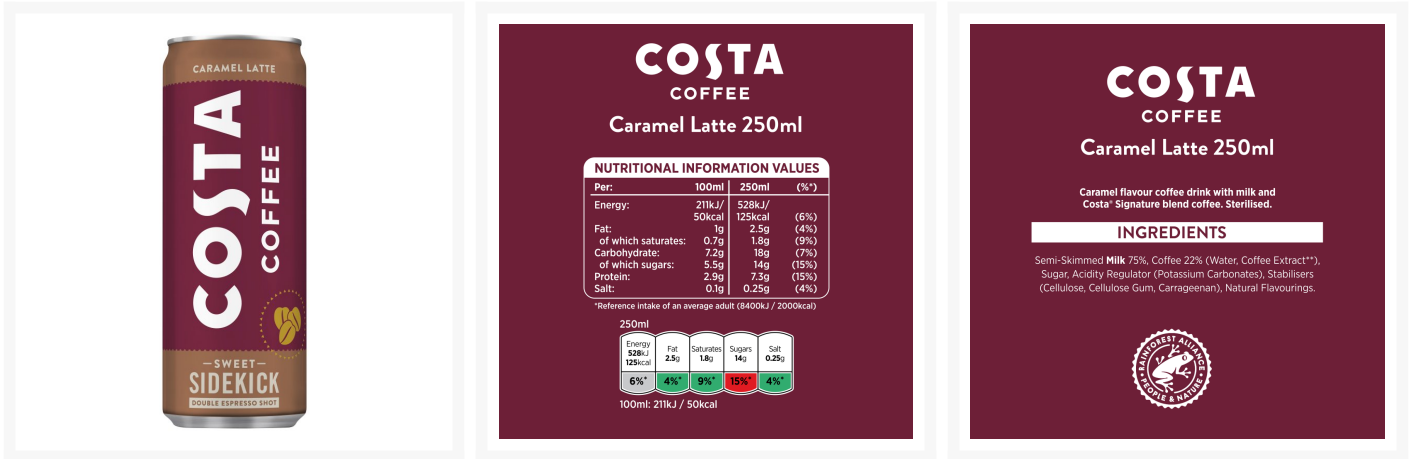 CARAMEL LATTE
COSTA
COFFEE
SWEET
SIDEKICK
DOUBLE ESPRESSO SHOT
COSTA
COFFEE
Caramel Latte 250ml
NUTRITIONAL INFORMATION VALUES
Per: 100ml 250ml (%*)
Energy: 211kJ/ 528kJ/
50kcal 125kcal (6%)
Fat: 1g 2.5g (4%)
of which saturates: 0.7g 1.8g (9%)
Carbohydrate: 7.2g 18g (7%)
of which sugars: 5.5g 14g (15%)
Protein: 2.9g 7.3g (15%)
Salt: 0.1g 0.25g (4%)
*Reference intake of an average adult (8400kJ / 2000kcal)
250ml
Energy 528kJ 125kcal 6%*
Fat 2.5g 4%*
Saturates 1.8g 9%*
Sugars 14g 15%*
Salt 0.25g 4%*
100ml: 211kJ / 50kcal
COSTA
COFFEE
Caramel Latte 250ml
Caramel flavour coffee drink with milk and
Costa® Signature blend coffee. Sterilised.
INGREDIENTS
Semi-Skimmed Milk 75%, Coffee 22% (Water, Coffee Extract**),
Sugar, Acidity Regulator (Potassium Carbonates), Stabilisers
(Cellulose, Cellulose Gum, Carrageenan), Natural Flavourings.
RAINFOREST ALLIANCE
PEOPLE & NATURE